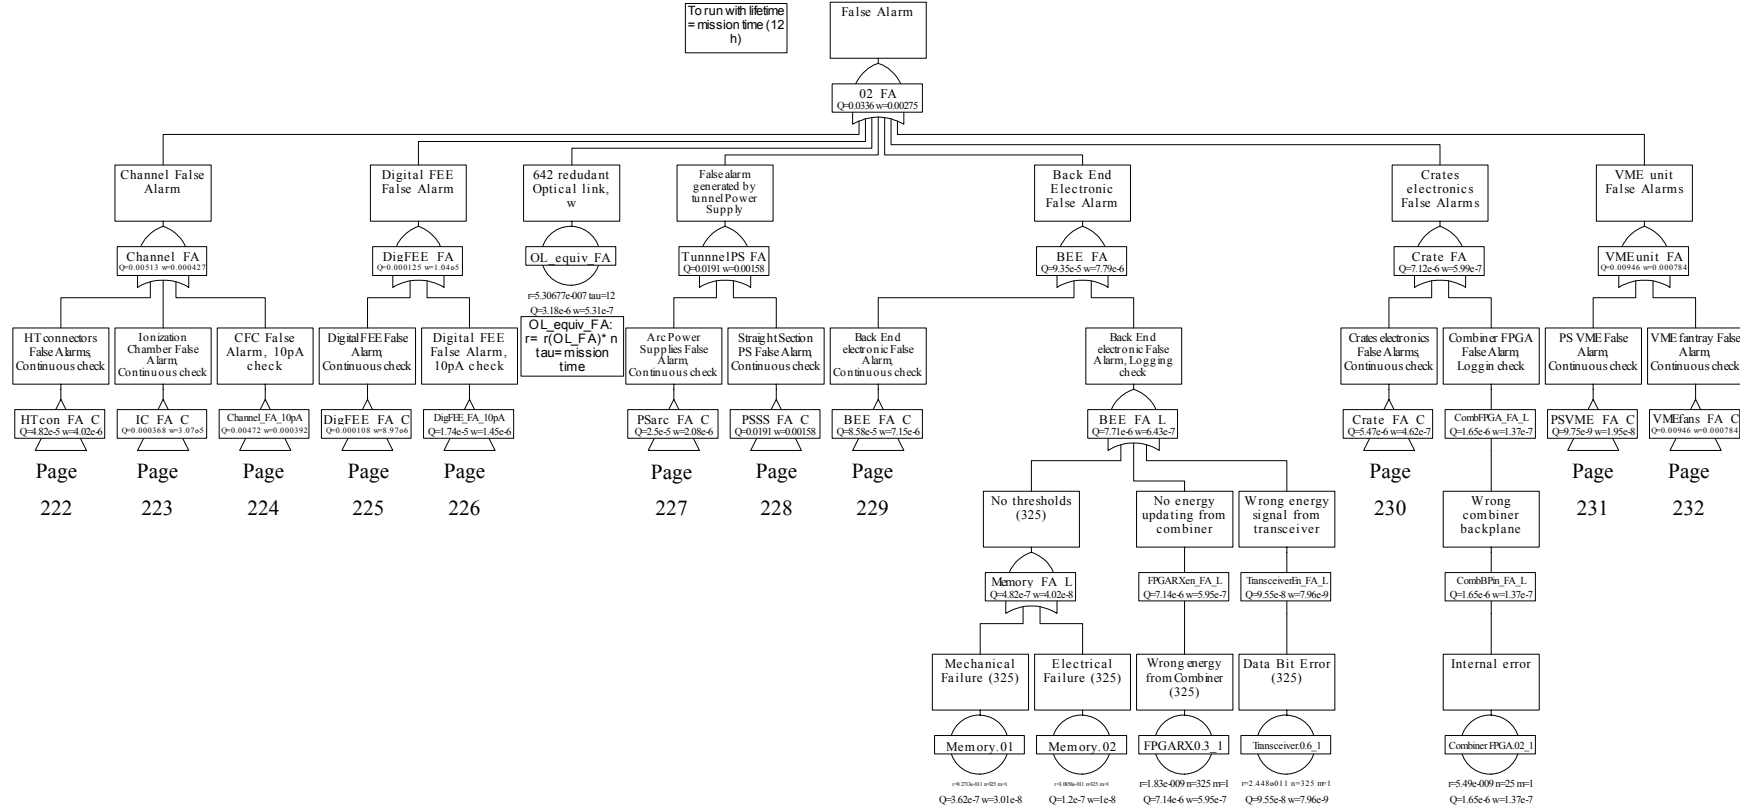 To run with lifetime
= mission time (12
h)
False Alarm
02 FA
Q=0.0336 w=0.00275
Channel False
Alarm
Digital FEE
False Alarm
642 redudant
Optical link,
w
False alarm
generated by
tunnel Power
Supply
Back End
Electronic
False Alarm
Crates
electronics
False Alarms
VME unit
False Alarms
Channel FA
Q=0.00513 w=0.000427
DigFEE FA
Q=0.000125 w=1.04e5
OL_equiv_FA
r=5.30677e-007 tau=12
Q=3.18e-6 w=5.31e-7
OL_equiv_FA:
r= r(OL_FA)* n
tau= mission
time
TunnnelPS FA
Q=0.0191 w=0.00158
BEE FA
Q=9.35e-5 w=7.79e-6
Crate FA
Q=7.12e-6 w=5.99e-7
VMEunit FA
Q=0.00946 w=0.000784
HT connectors
False Alarms,
Continuous check
Ionization
Chamber False
Alarm,
Continuous check
CFC False
Alarm, 10pA
check
Digital FEE False
Alarm,
Continuous check
Digital FEE
False Alarm,
10pA check
Arc Power
Supplies False
Alarm,
Continuous check
Straight Section
PS False Alarm,
Continuous check
Back End
electronic False
Alarm,
Continuous check
Back End
electronic False
Alarm, Logging
check
Crates electronics
False Alarms,
Continuous check
Combiner FPGA
False Alarm,
Loggin check
PS VME False
Alarm,
Continuous check
VME fantray False
Alarm,
Continuous check
HTcon FA C
Q=4.82e-5 w=4.02e-6
IC FA C
Q=0.000368 w=3.07e5
Channel_FA_10pA
Q=0.00472 w=0.000392
DigFEE FA C
Q=0.000108 w=8.97e6
DigFEE_FA_10pA
Q=1.74e-5 w=1.45e-6
PSarc FA C
Q=2.5e-5 w=2.08e-6
PSSS FA C
Q=0.0191 w=0.00158
BEE FA C
Q=8.58e-5 w=7.15e-6
BEE FA L
Q=7.71e-6 w=6.43e-7
Crate FA C
Q=5.47e-6 w=4.62e-7
CombFPGA_FA_L
Q=1.65e-6 w=1.37e-7
PSVME FA C
Q=9.75e-9 w=1.95e-8
VMEfans FA C
Q=0.00946 w=0.000784
Page
222
Page
223
Page
224
Page
225
Page
226
Page
227
Page
228
Page
229
Page
230
Page
231
Page
232
No thresholds
(325)
No energy
updating from
combiner
Wrong energy
signal from
transceiver
Wrong
combiner
backplane
Memory FA L
Q=4.82e-7 w=4.02e-8
FPGARXen_FA_L
Q=7.14e-6 w=5.95e-7
TransceiverEn_FA_L
Q=9.55e-8 w=7.96e-9
CombBPin_FA_L
Q=1.65e-6 w=1.37e-7
Mechanical
Failure (325)
Electrical
Failure (325)
Wrong energy
from Combiner
(325)
Data Bit Error
(325)
Internal error
Memory.01
Memory.02
FPGARX.0.3_1
Transceiver.0.6_1
Combiner FPGA.02_1
r=1.83e-009 n=325 m=1
r=2.448e011 n=325 m=1
r=5.49e-009 n=25 m=1
Q=3.62e-7 w=3.01e-8
Q=1.2e-7 w=1e-8
Q=7.14e-6 w=5.95e-7
Q=9.55e-8 w=7.96e-9
Q=1.65e-6 w=1.37e-7